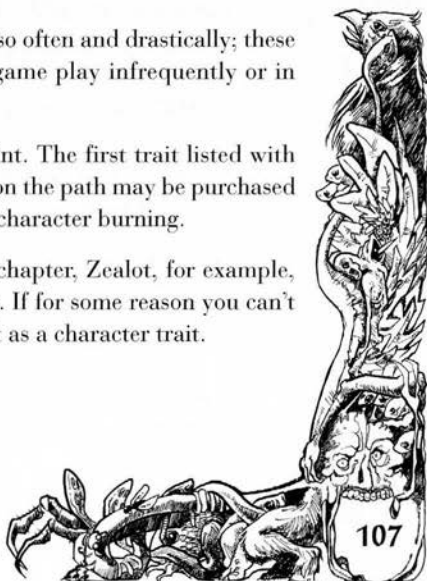 so often and drastically; these
game play infrequently or in
nt. The first trait listed with
on the path may be purchased
character burning.
chapter, Zealot, for example,
. If for some reason you can't
t as a character trait.
107